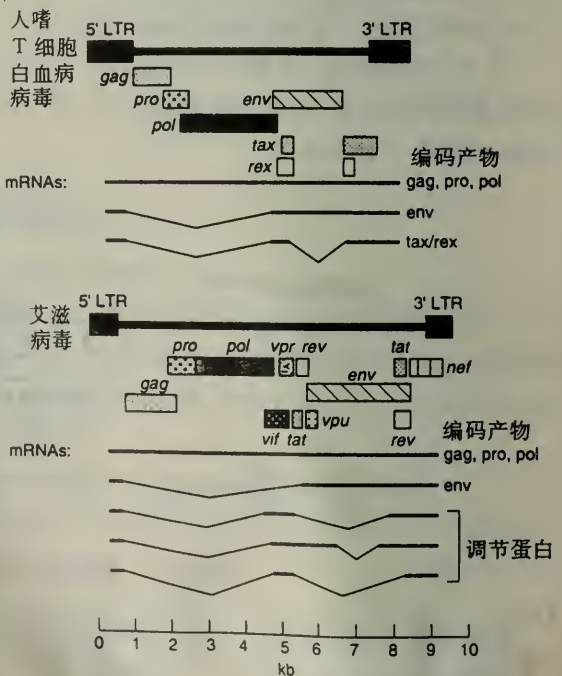 人嗜
T 细胞
白血病
病毒
5' LTR
3' LTR
gag
pro
env
pol
tax
rex
编码产物
mRNAs:
gag, pro, pol
env
tax/rex
艾滋
病毒
5' LTR
3' LTR
pro pol vpr rev tat
nef
gag
env
vif tat vpu rev
编码产物
mRNAs:
gag, pro, pol
env
调节蛋白
0 1 2 3 4 5 6 7 8 9 10
kb